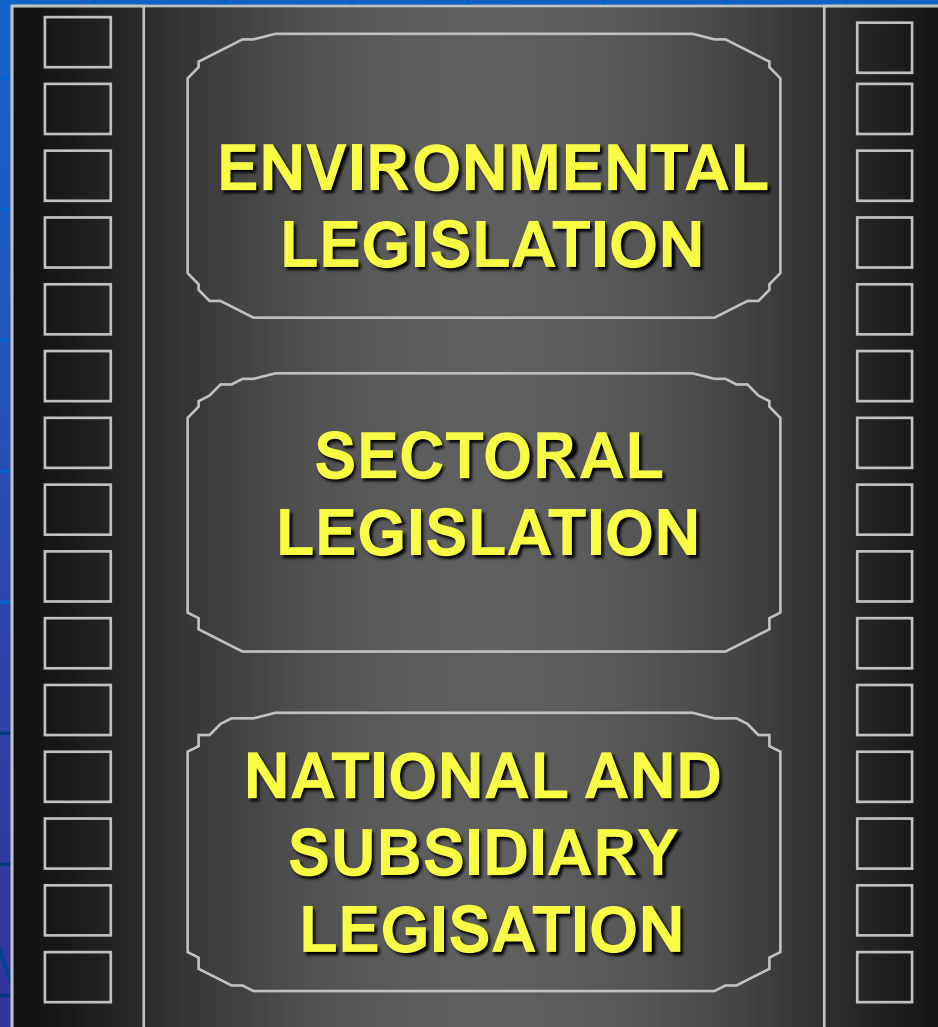 ENVIRONMENTAL
LEGISLATION
SECTORAL
LEGISLATION
NATIONAL AND
SUBSIDIARY
LEGISATION